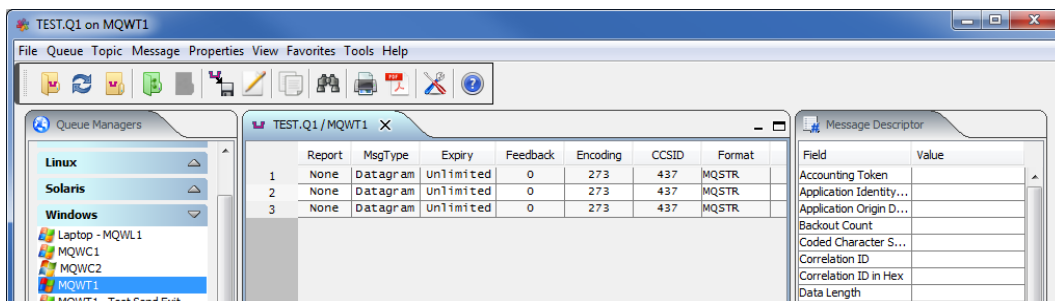 TEST.Q1 on MQWT1
File Queue Topic Message Properties View Favorites Tools Help
Queue Managers
Linux
Solaris
Windows
Laptop - MQWL1
MQWC1
MQWC2
MQWT1
MQWT1 - Test Send Exit
TEST.Q1/MQWT1
Report MsgType Expiry Feedback Encoding CCSID Format
1 None Datagram Unlimited 0 273 437 MQSTR
2 None Datagram Unlimited 0 273 437 MQSTR
3 None Datagram Unlimited 0 273 437 MQSTR
Message Descriptor
Field Value
Accounting Token
Application Identity...
Application Origin D...
Backout Count
Coded Character S...
Correlation ID
Correlation ID in Hex
Data Length